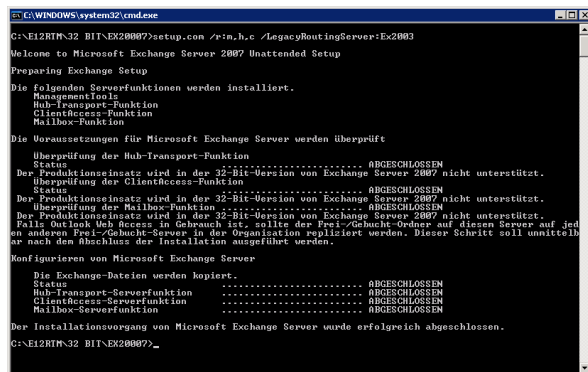 C:\WINDOWS\system32\cmd.exe
C:\E12RTM\32 BIT\EX20007>setup.com /r:m,h,c /LegacyRoutingServer:Ex2003
Welcome to Microsoft Exchange Server 2007 Unattended Setup
Preparing Exchange Setup
Die folgenden Serverfunktionen werden installiert.
ManagementTools
Hub-Transport-Funktion
ClientAccess-Funktion
Mailbox-Funktion
Die Voraussetzungen für Microsoft Exchange Server werden überprüft
Überprüfung der Hub-Transport-Funktion
Status ........................ ABGESCHLOSSEN
Der Produktionseinsatz wird in der 32-Bit-Version von Exchange Server 2007 nicht unterstützt.
Überprüfung der ClientAccess-Funktion
Status ........................ ABGESCHLOSSEN
Der Produktionseinsatz wird in der 32-Bit-Version von Exchange Server 2007 nicht unterstützt.
Überprüfung der Mailbox-Funktion ........................ ABGESCHLOSSEN
Der Produktionseinsatz wird in der 32-Bit-Version von Exchange Server 2007 nicht unterstützt.
Falls Outlook Web Access in Gebrauch ist, sollte der Frei-/Gebucht-Ordner auf diesen Server auf jed
en anderen Frei-/Gebucht-Server in der Organisation repliziert werden. Dieser Schritt soll unmittelb
ar nach dem Abschluss der Installation ausgeführt werden.
Konfigurieren von Microsoft Exchange Server
Die Exchange-Dateien werden kopiert.
Status ........................ ABGESCHLOSSEN
Hub-Transport-Serverfunktion ........................ ABGESCHLOSSEN
ClientAccess-Serverfunktion ........................ ABGESCHLOSSEN
Mailbox-Serverfunktion ........................ ABGESCHLOSSEN
Der Installationsvorgang von Microsoft Exchange Server wurde erfolgreich abgeschlossen.
C:\E12RTM\32 BIT\EX20007>_